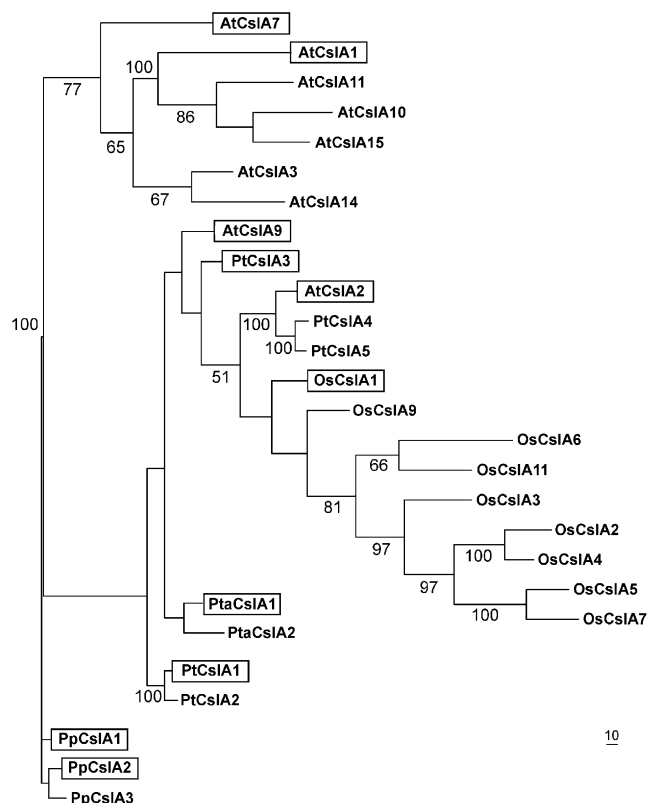 AtCslA7
AtCslA1
100
AtCslA11
77
AtCslA10
86
AtCslA15
65
AtCslA3
67
AtCslA14
AtCslA9
PtCslA3
AtCslA2
100
100
PtCslA4
100
PtCslA5
51
OsCslA1
OsCslA9
OsCslA6
66
OsCslA11
OsCslA3
81
OsCslA2
97
100
OsCslA4
97
OsCslA5
100
PtaCslA1
OsCslA7
PtaCslA2
PtCslA1
100
PtCslA2
PpCslA1
10
PpCslA2
PpCslA3